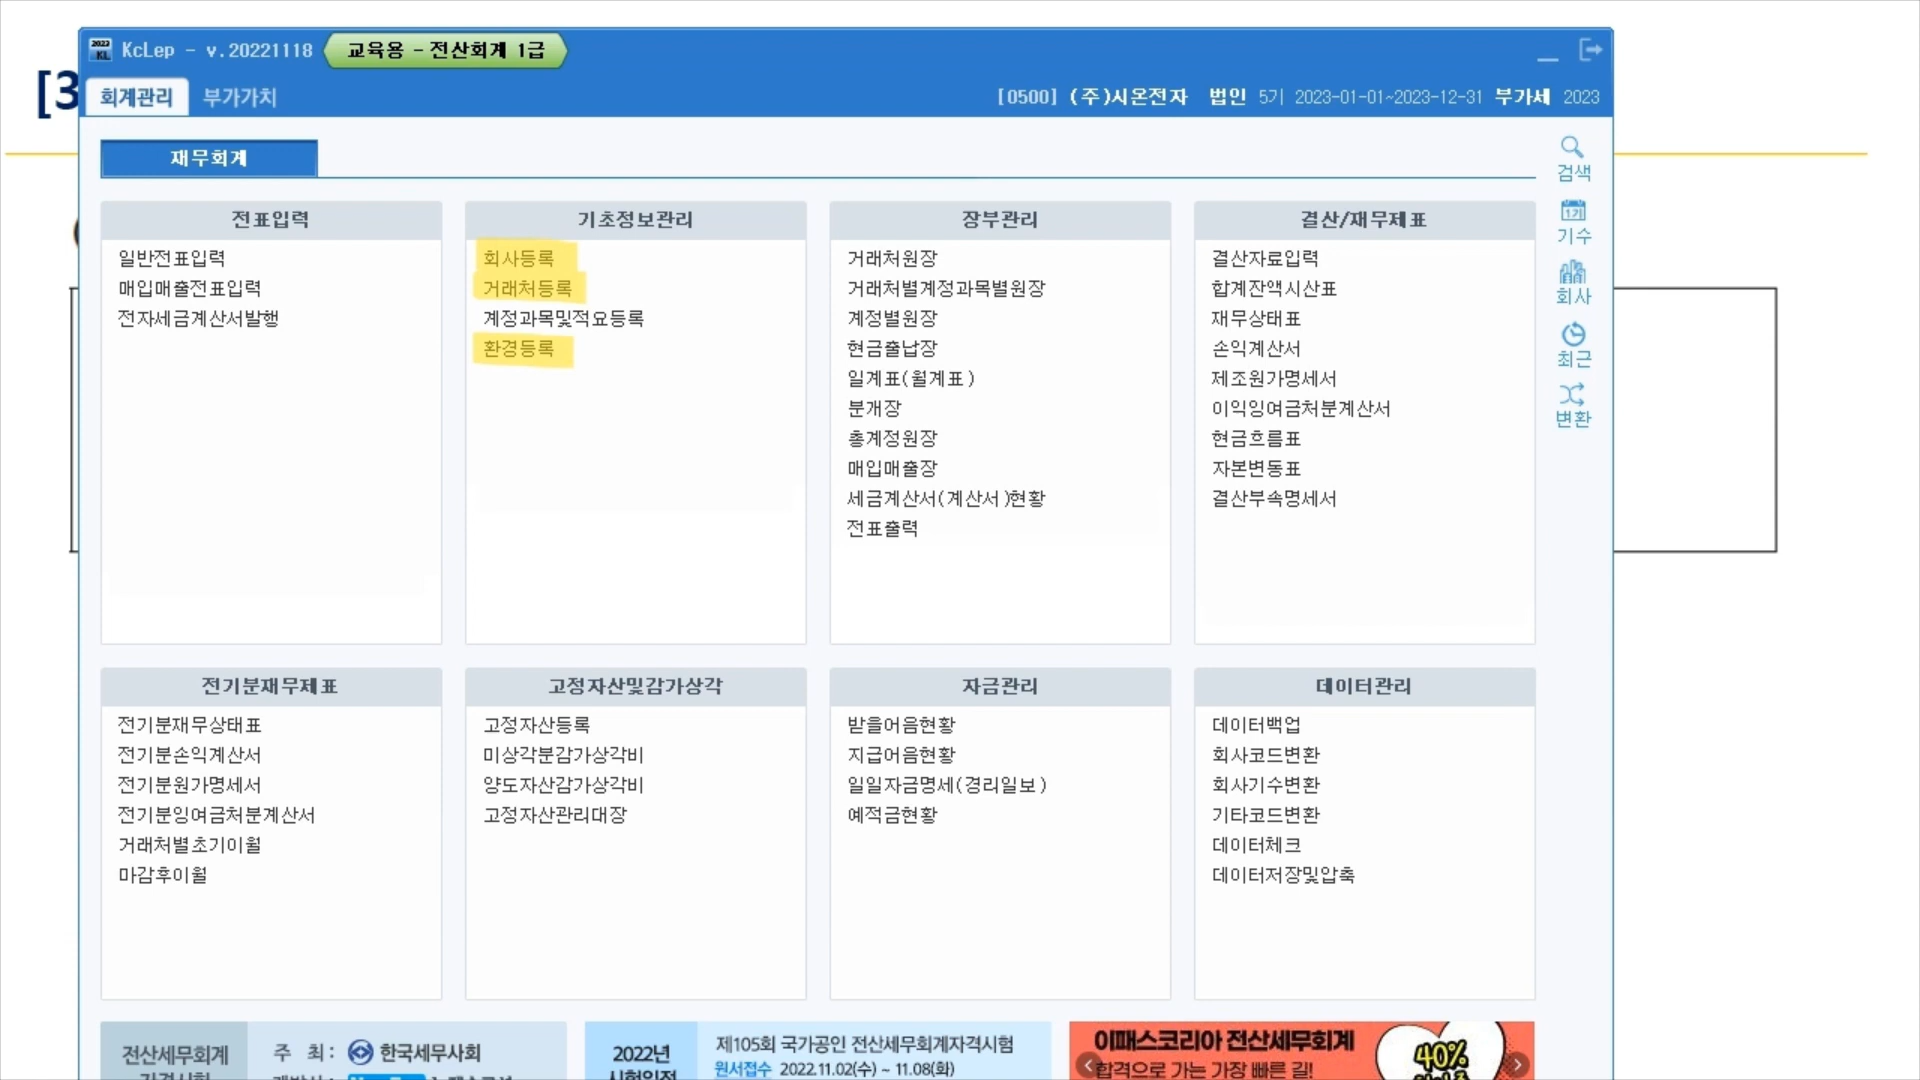 [3
2023 KL KcLep - v.20221118 교육용 - 전산회계 1급
회계관리 부가가치 [0500] (주)시온전자 법인 5기 2023-01-01~2023-12-31 부가세 2023
재무회계
검색
기수
회사
최근
변환
전표입력
일반전표입력
매입매출전표입력
전자세금계산서발행
기초정보관리
회사등록
거래처등록
계정과목및적요등록
환경등록
장부관리
거래처원장
거래처별계정과목별원장
계정별원장
현금출납장
일계표(월계표)
분개장
총계정원장
매입매출장
세금계산서(계산서)현황
전표출력
결산/재무제표
결산자료입력
합계잔액시산표
재무상태표
손익계산서
제조원가명세서
이익잉여금처분계산서
현금흐름표
자본변동표
결산부속명세서
전기분재무제표
전기분재무상태표
전기분손익계산서
전기분원가명세서
전기분잉여금처분계산서
거래처별초기이월
마감후이월
고정자산및감가상각
고정자산등록
미상각분감가상각비
양도자산감가상각비
고정자산관리대장
자금관리
받을어음현황
지급어음현황
일일자금명세(경리일보)
예적금현황
데이터관리
데이터백업
회사코드변환
회사기수변환
기타코드변환
데이터체크
데이터저장및압축
전산세무회계
주 최 : 한국세무사회
2022년
시험일정
제105회 국가공인 전산세무회계자격시험
원서접수 2022.11.02(수) ~ 11.08(화)
이패스코리아 전산세무회계
합격으로 가는 가장 빠른 길!
40%